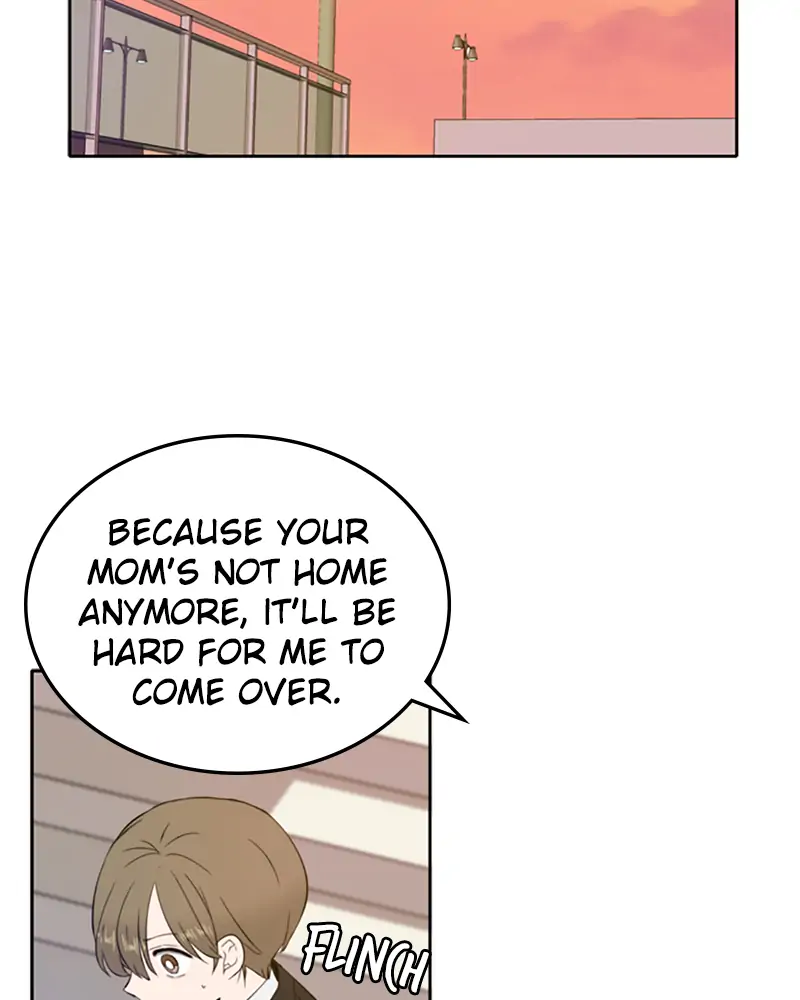 BECAUSE YOUR
MOM'S NOT HOME
ANYMORE, IT'LL BE
HARD FOR ME TO
COME OVER.
FLINCH